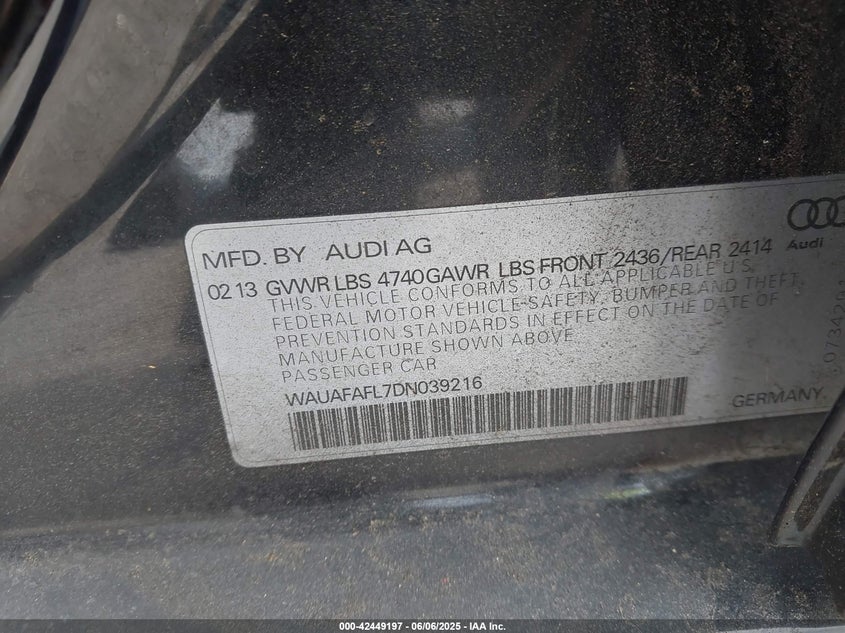 MFD. BY AUDI AG
Audi
02 13 GVWR LBS 4740 GAWR LBS FRONT 2436/REAR 2414
THIS VEHICLE CONFORMS TO ALL APPLICABLE U.S.
FEDERAL MOTOR VEHICLE SAFETY, BUMPER AND THEFT
PREVENTION STANDARDS IN EFFECT ON THE DATE OF
MANUFACTURE SHOWN ABOVE
PASSENGER CAR
WAUAFAFL7DN039216
GERMANY
000-42449197 - 06/06/2025 - IAA Inc.